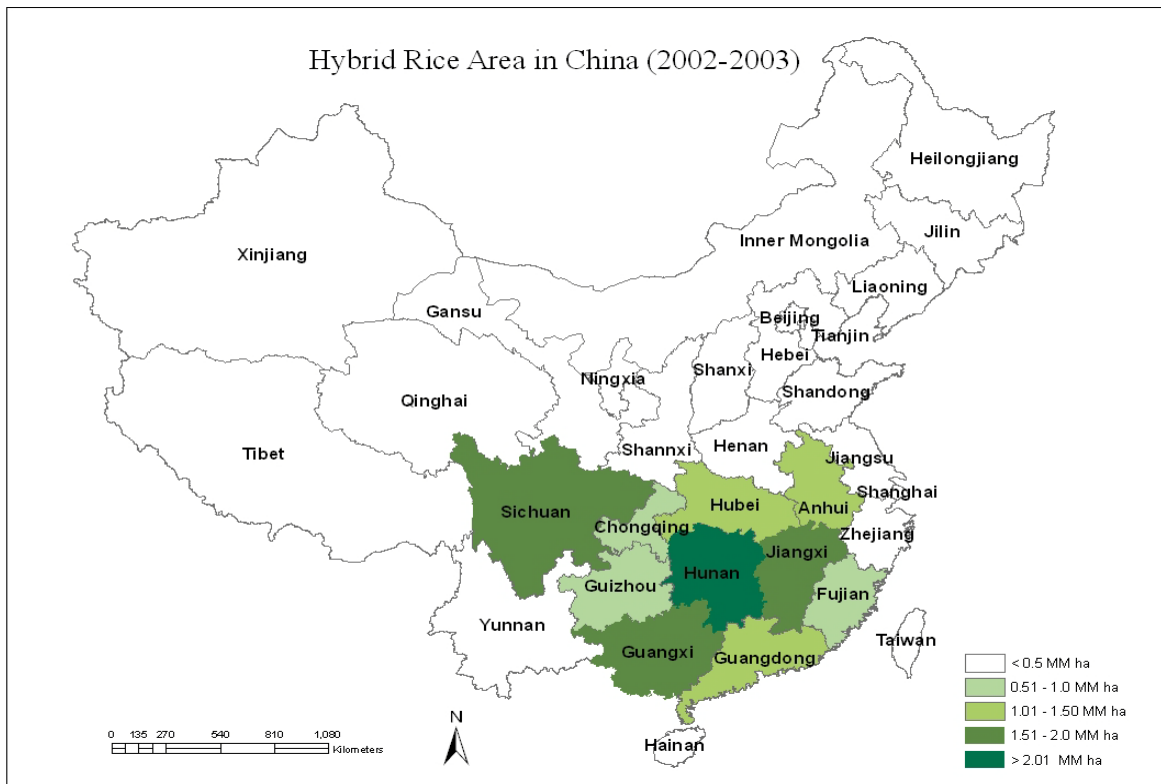 Hybrid Rice Area in China (2002-2003)
Heilongjiang
Jilin
Inner Mongolia
Xinjiang
Liaoning
Gansu
Beijing
Tianjin
Hebei
Shanxi
Ningxia
Shandong
Qinghai
Henan
Shannxi
Tibet
Jiangsu
Shanghai
Sichuan
Hubei
Anhui
Chongqing
Zhejiang
Jiangxi
Hunan
Guizhou
Fujian
Yunnan
Taiwan
Guangxi
Guangdong
Hainan
< 0.5 MM ha
0.51 - 1.0 MM ha
1.01 - 1.50 MM ha
1.51 - 2.0 MM ha
> 2.01 MM ha
N
0 135 270 540 810 1,080
Kilometers